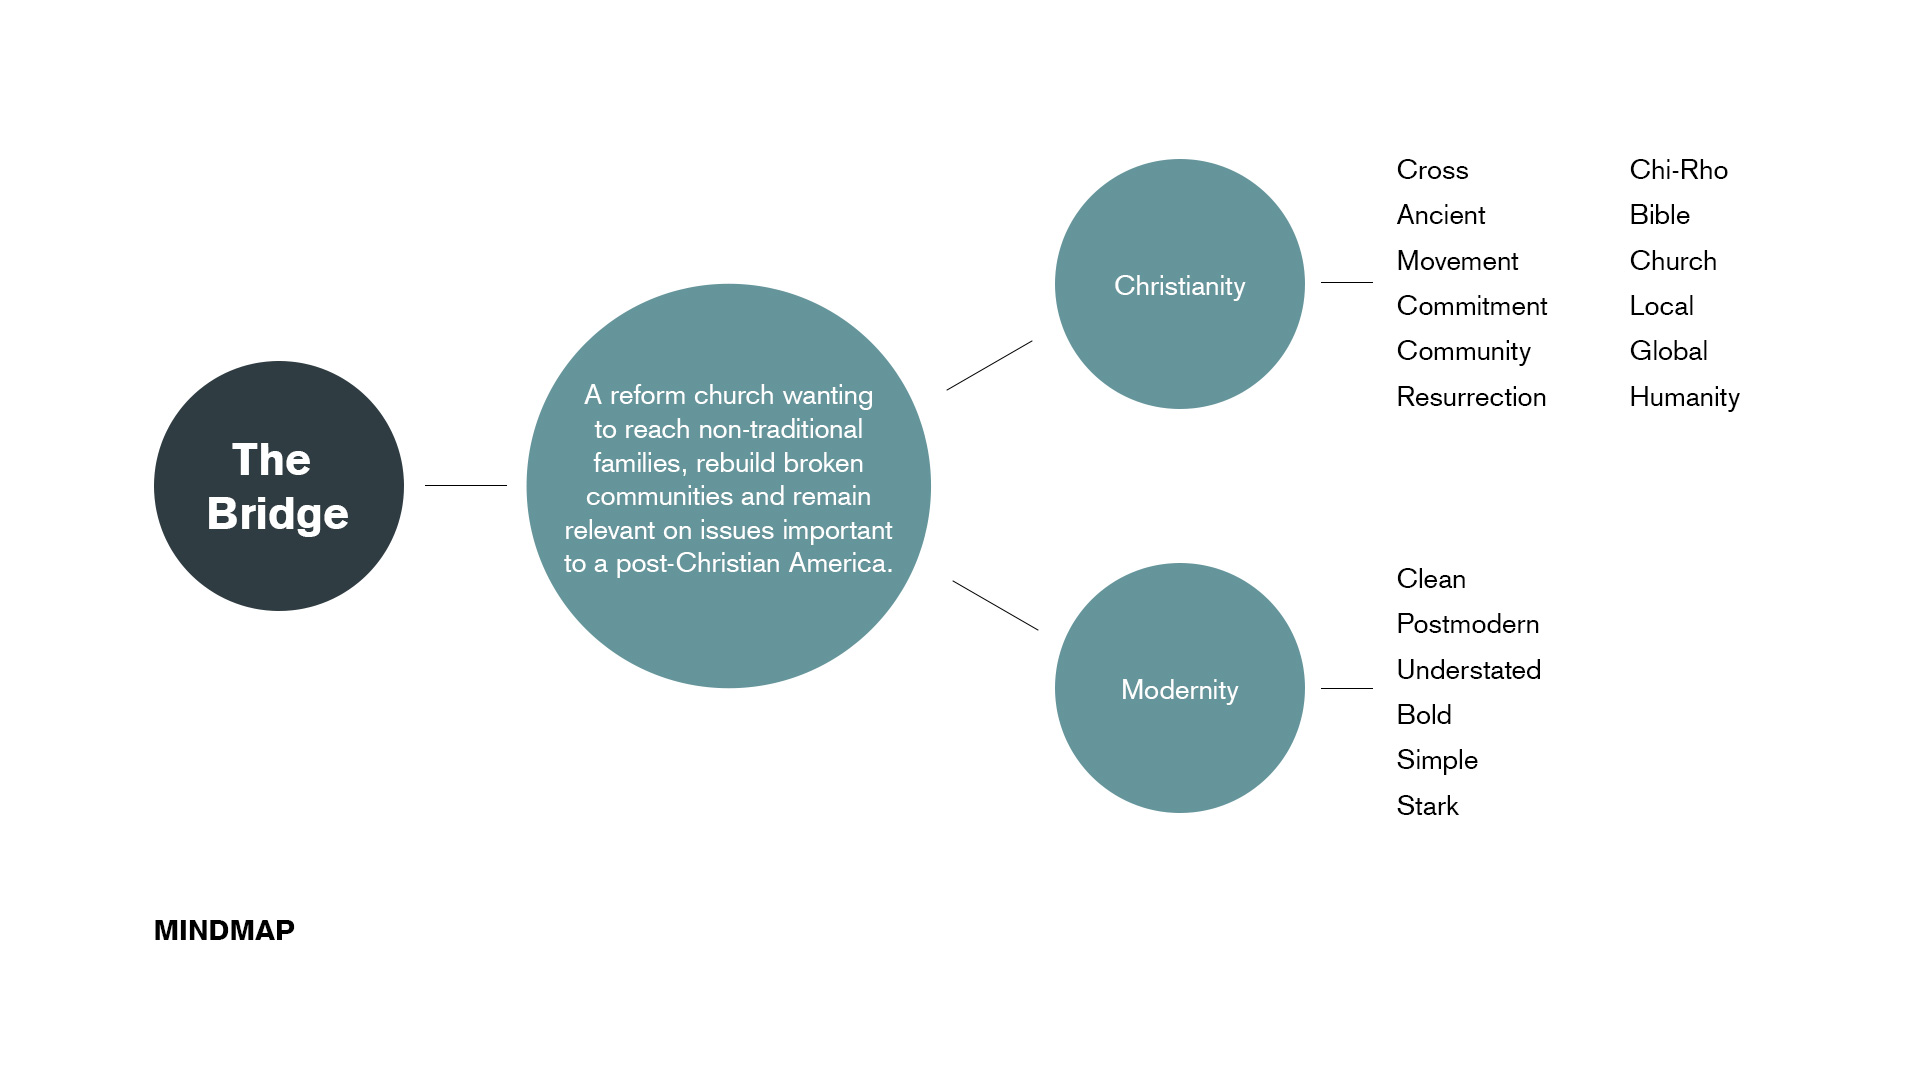 The
Bridge
A reform church wanting
to reach non-traditional
families, rebuild broken
communities and remain
relevant on issues important
to a post-Christian America.
Christianity
Cross
Ancient
Movement
Commitment
Community
Resurrection
Chi-Rho
Bible
Church
Local
Global
Humanity
Modernity
Clean
Postmodern
Understated
Bold
Simple
Stark
MINDMAP